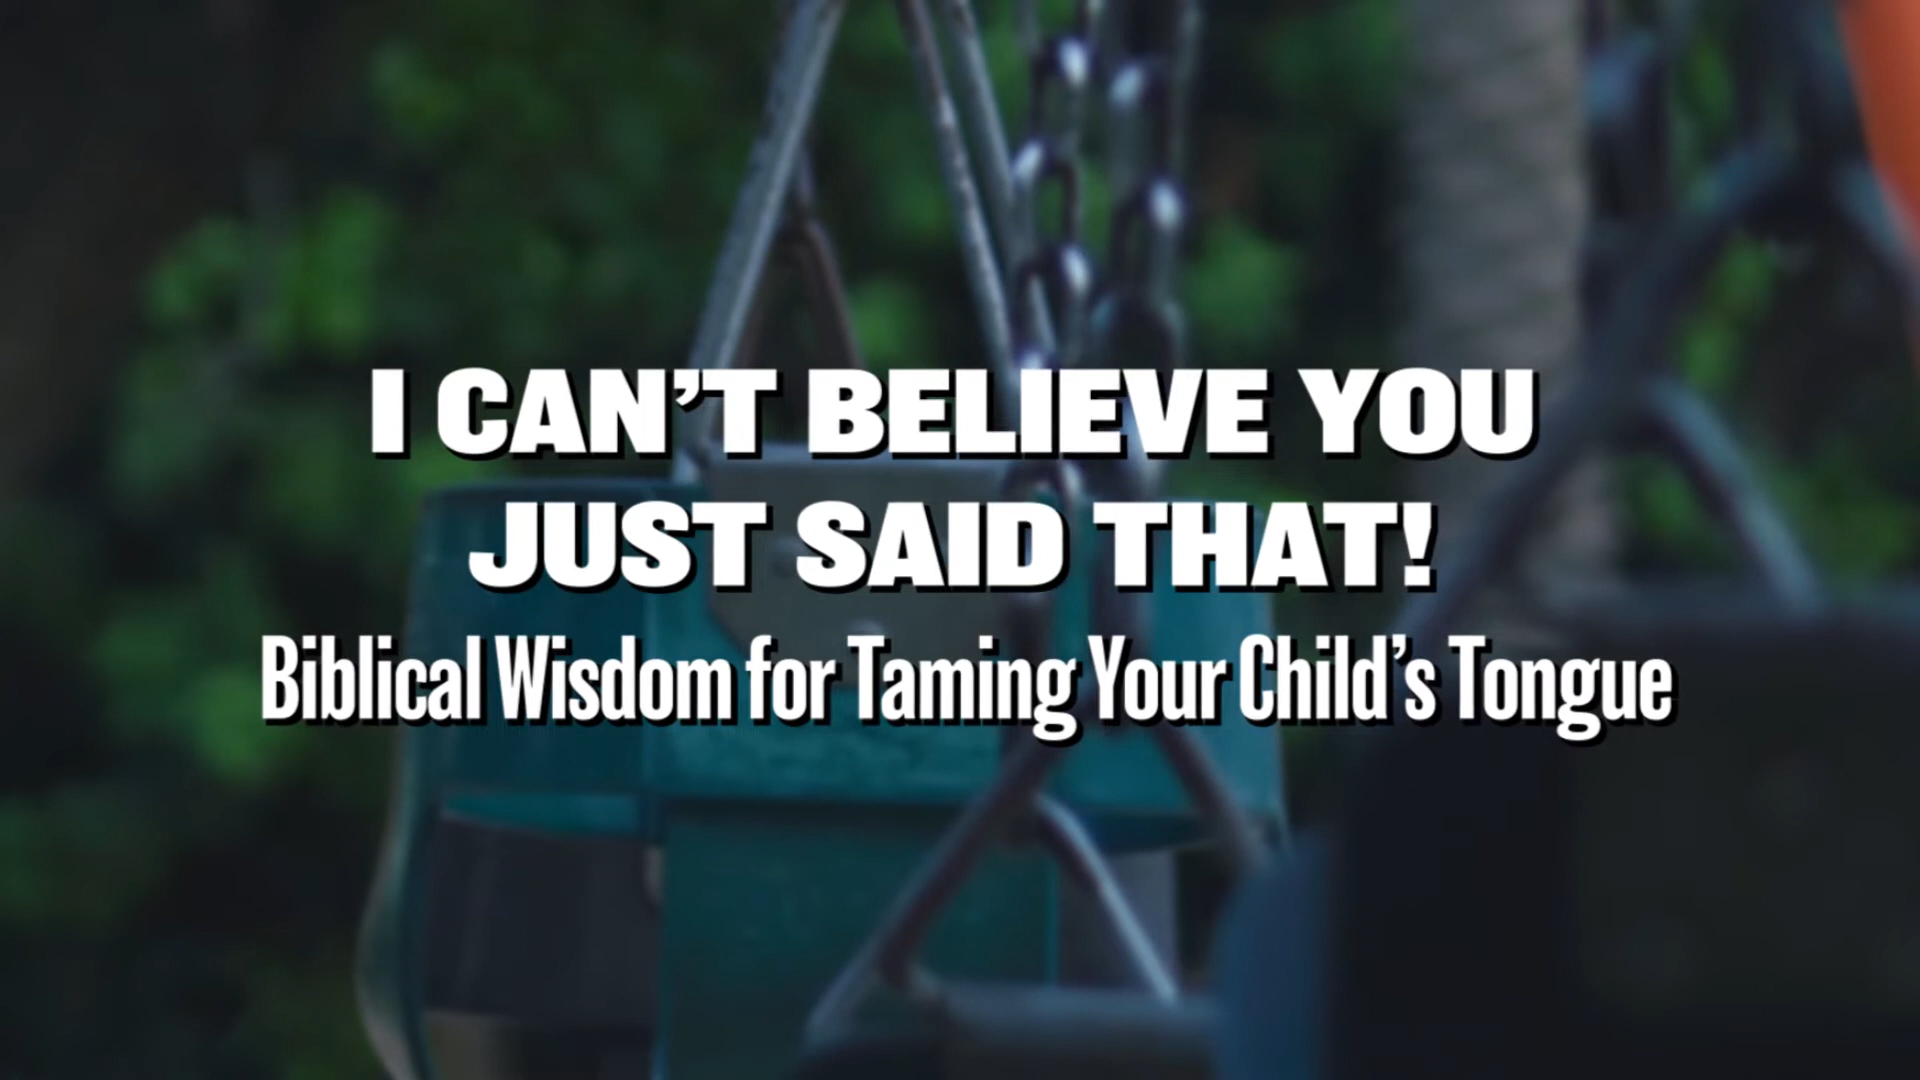 I CAN’T BELIEVE YOU
JUST SAID THAT!
Biblical Wisdom for Taming Your Child’s Tongue